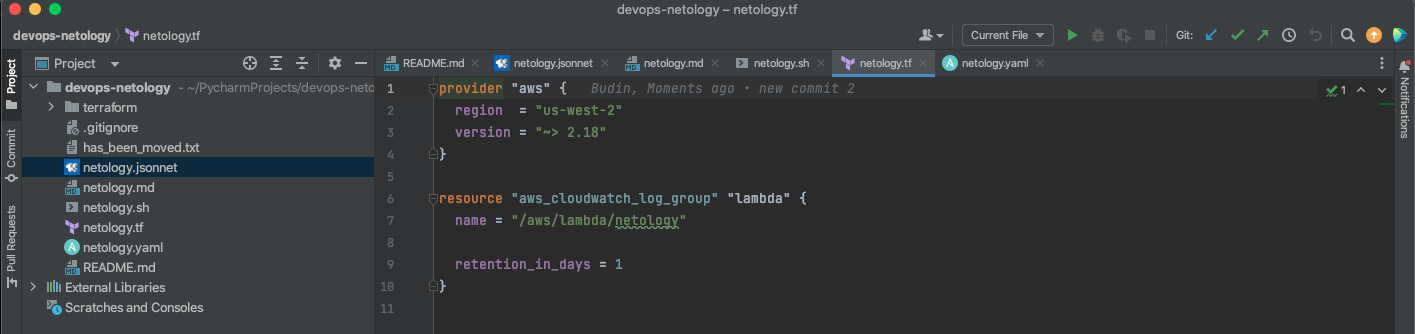 devops-netology – netology.tf
devops-netology netology.tf Current File Git:
Project
README.md netology.jsonnet netology.md netology.sh netology.tf netology.yaml
Project
Commit
Pull Requests
devops-netology ~/PycharmProjects/devops-neto
terraform
.gitignore
has_been_moved.txt
netology.jsonnet
netology.md
netology.sh
netology.tf
netology.yaml
README.md
External Libraries
Scratches and Consoles
1 provider "aws" { Budin, Moments ago • new commit 2
2 region = "us-west-2"
3 version = "~> 2.18"
4 }
5
6 resource "aws_cloudwatch_log_group" "lambda" {
7 name = "/aws/lambda/netology"
8
9 retention_in_days = 1
10 }
11
1
Notifications